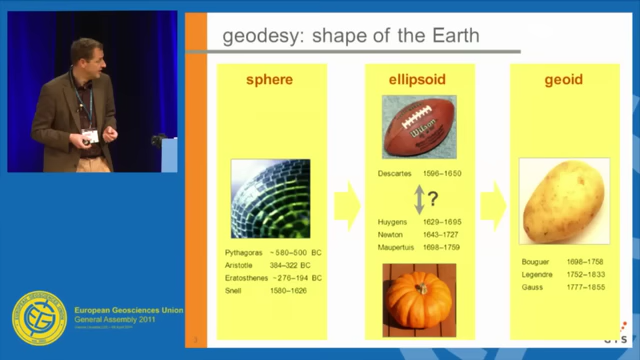 geodesy: shape of the Earth
sphere
Pythagoras ~580–500 BC
Aristotle 384–322 BC
Eratosthenes ~276–194 BC
Snell 1580–1626
ellipsoid
Wilson
Descartes 1596–1650
?
Huygens 1629–1695
Newton 1643–1727
Maupertuis 1698–1759
geoid
Bouguer 1698–1758
Legendre 1752–1833
Gauss 1777–1855
3
European Geosciences Union
General Assembly 2011